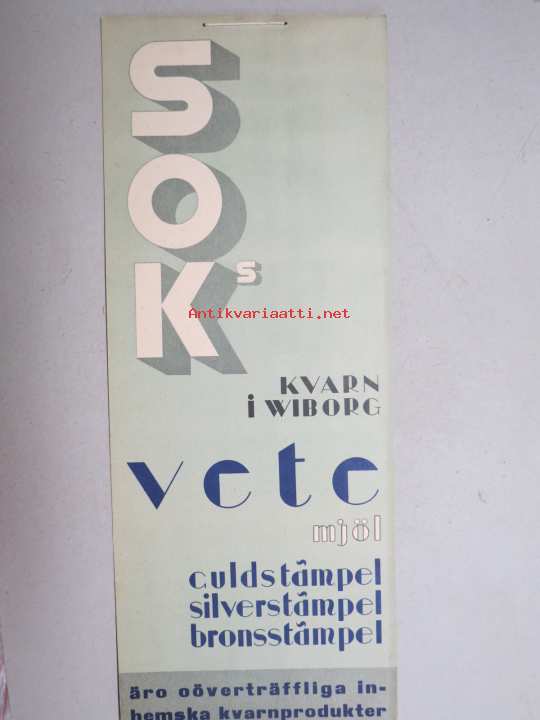 SOKs
Antikvariaatti.net
KVARN
i WIBORG
vete
mjöl
guldstämpel
silverstämpel
bronsstämpel
äro oöverträffliga in-
hemska kvarnprodukter